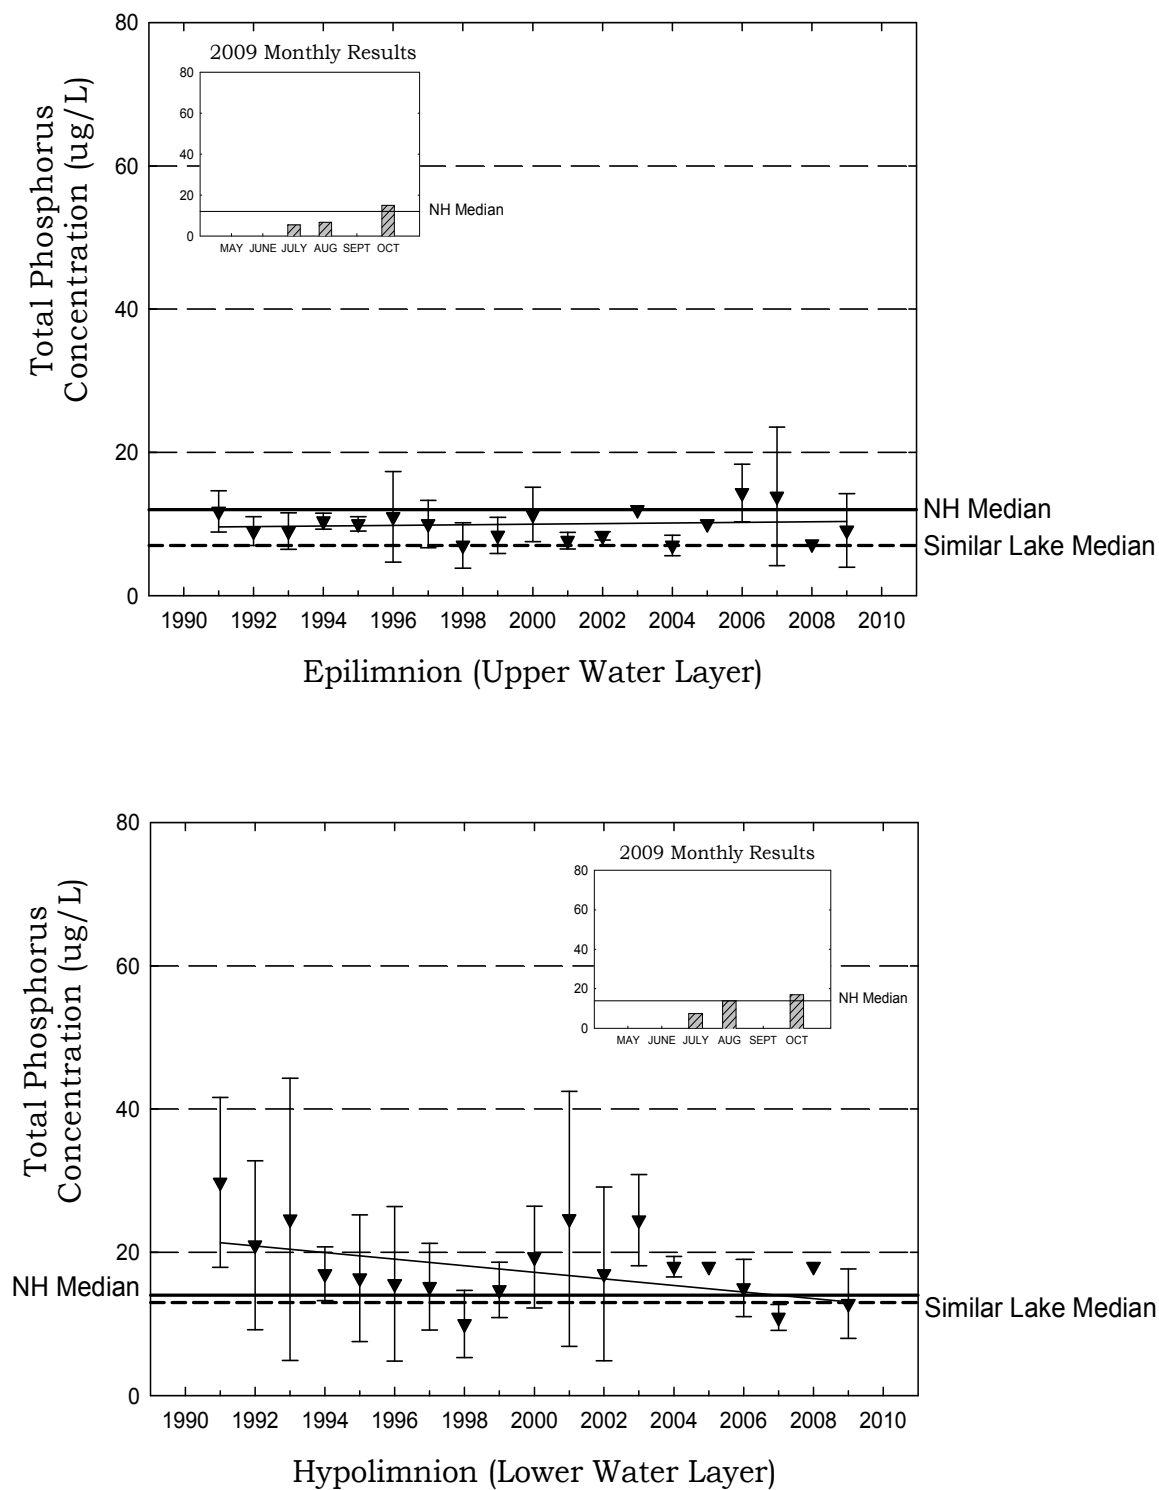 Total Phosphorus
Concentration (ug/L)
80
60
40
20
0
2009 Monthly Results
80
60
40
20
0
MAY JUNE JULY AUG SEPT OCT
NH Median
NH Median
Similar Lake Median
1990 1992 1994 1996 1998 2000 2002 2004 2006 2008 2010
Epilimnion (Upper Water Layer)
Total Phosphorus
Concentration (ug/L)
80
60
40
20
0
2009 Monthly Results
80
60
40
20
0
MAY JUNE JULY AUG SEPT OCT
NH Median
NH Median
Similar Lake Median
1990 1992 1994 1996 1998 2000 2002 2004 2006 2008 2010
Hypolimnion (Lower Water Layer)